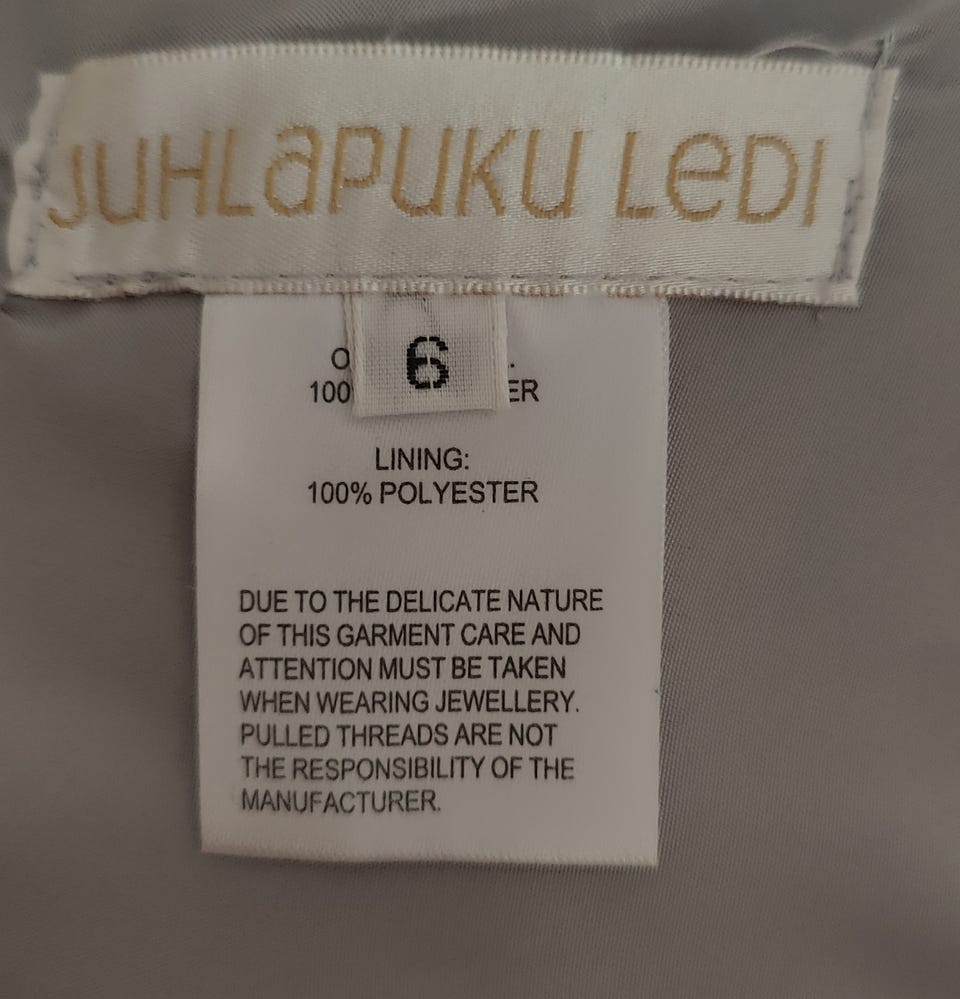 JUHLaPUKU LeDI
6
100
LINING:
100% POLYESTER
DUE TO THE DELICATE NATURE
OF THIS GARMENT CARE AND
ATTENTION MUST BE TAKEN
WHEN WEARING JEWELLERY.
PULLED THREADS ARE NOT
THE RESPONSIBILITY OF THE
MANUFACTURER.